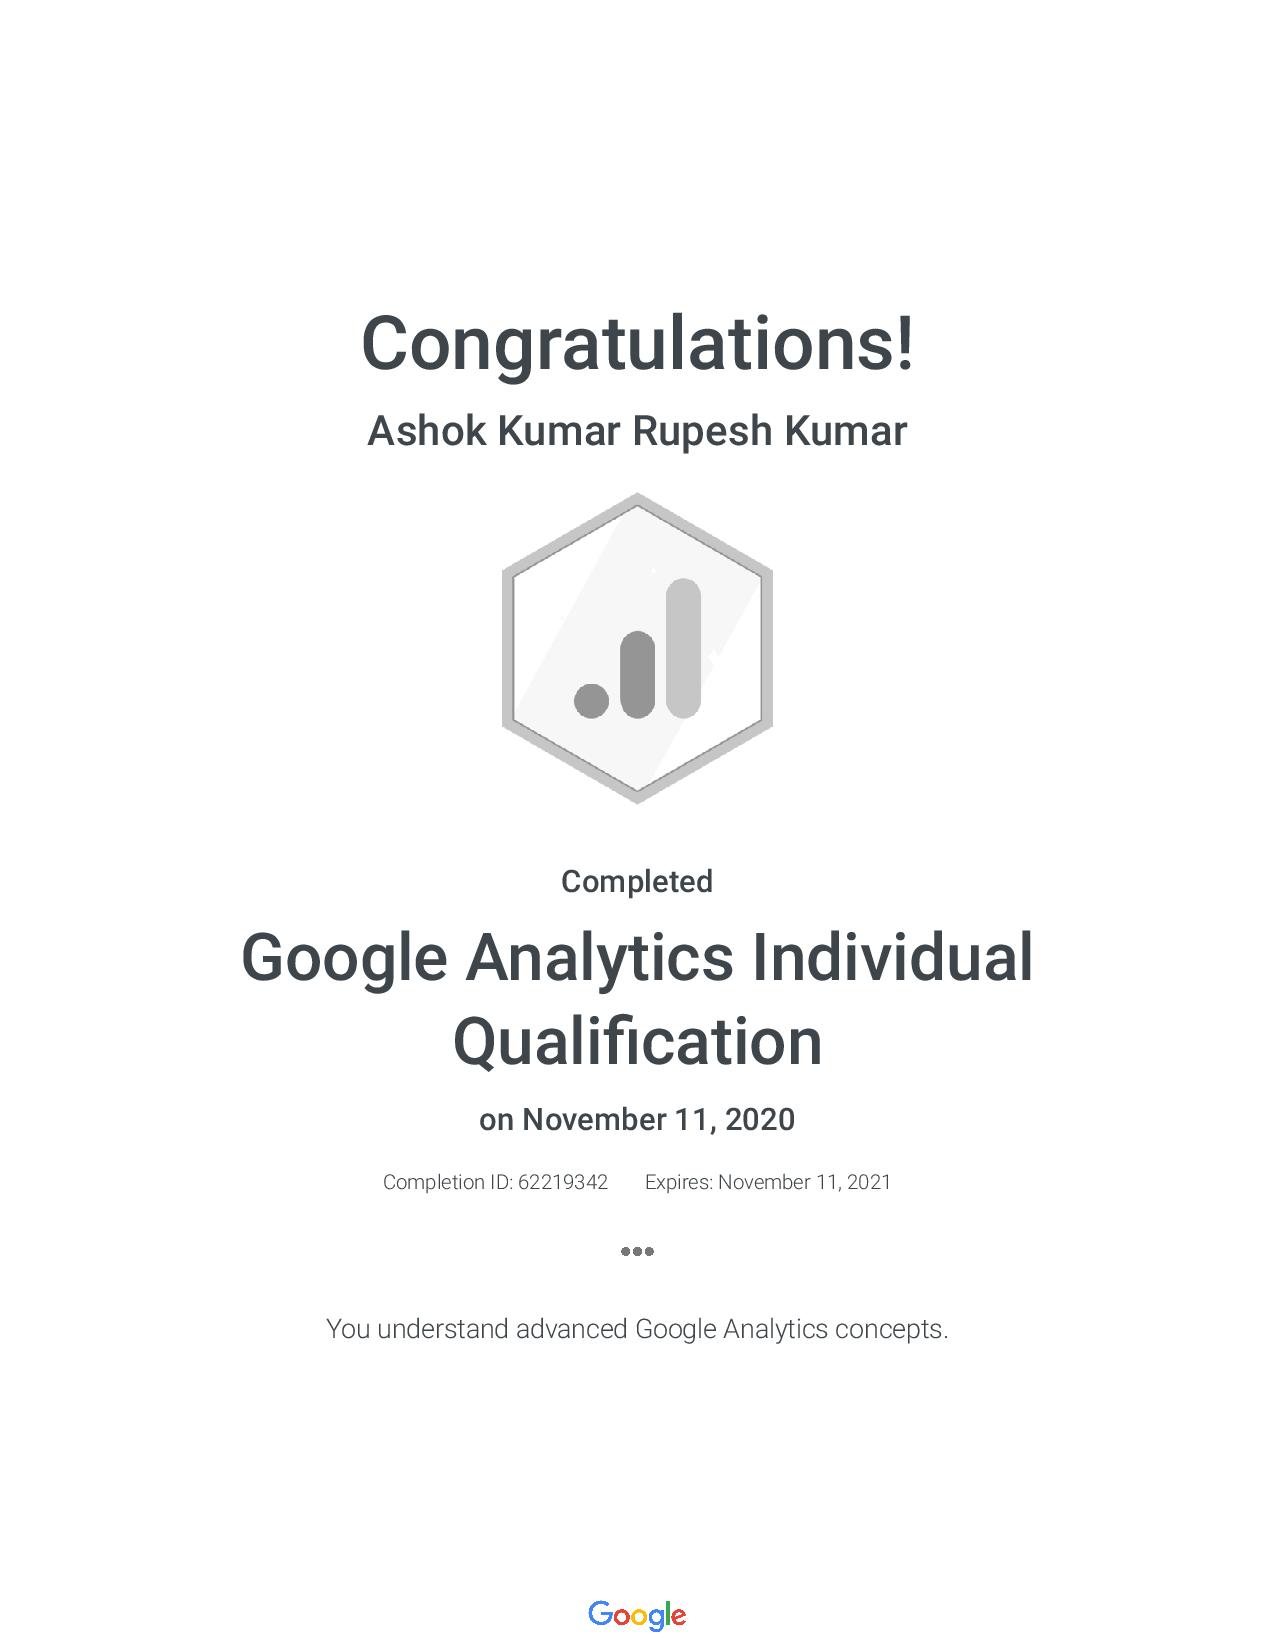 Congratulations!
Ashok Kumar Rupesh Kumar
Completed
Google Analytics Individual
Qualification
on November 11, 2020
Completion ID: 62219342 Expires: November 11, 2021
You understand advanced Google Analytics concepts.
Google